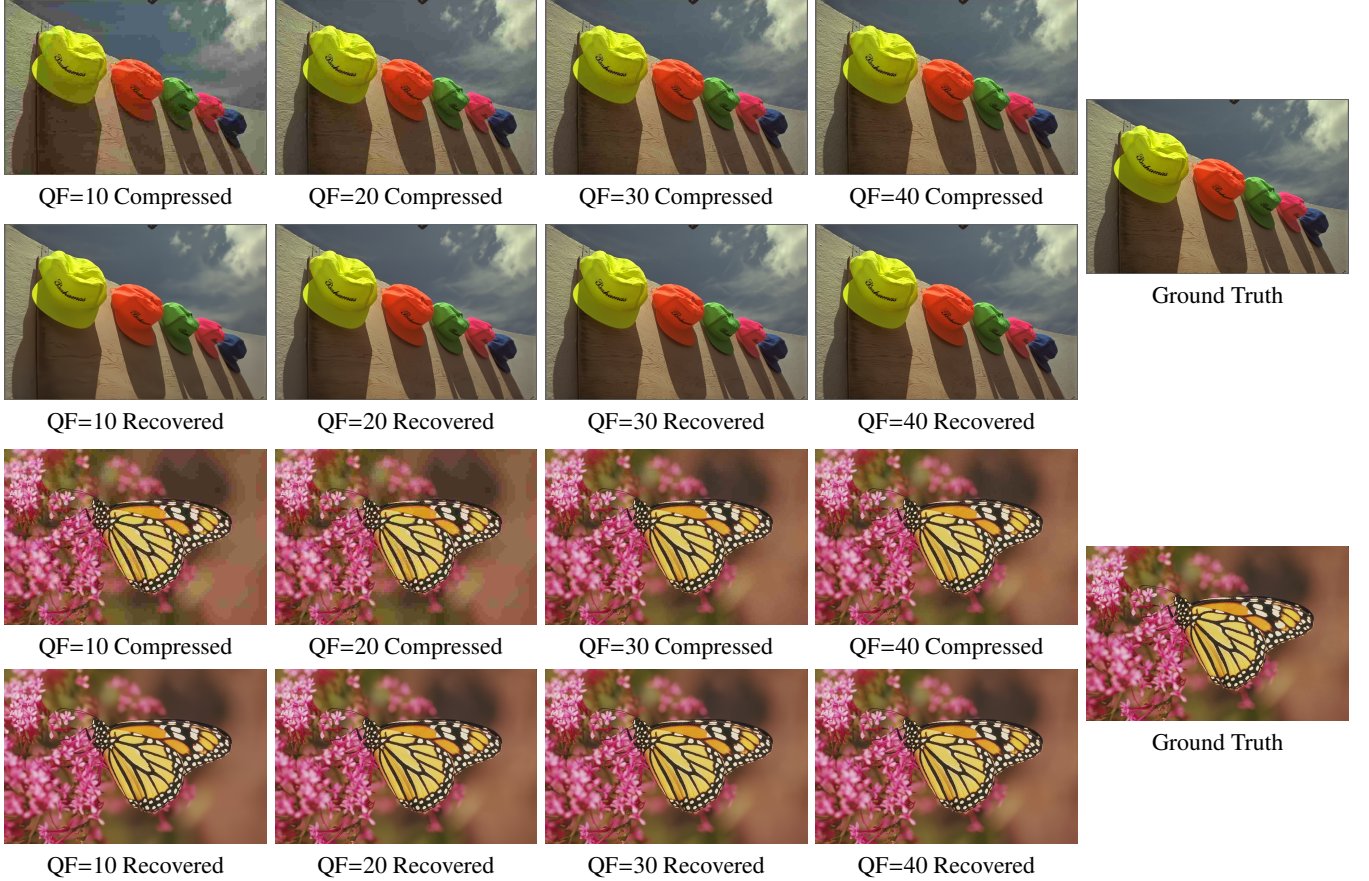 QF=10 Compressed QF=20 Compressed QF=30 Compressed QF=40 Compressed
Ground Truth
QF=10 Recovered QF=20 Recovered QF=30 Recovered QF=40 Recovered
QF=10 Compressed QF=20 Compressed QF=30 Compressed QF=40 Compressed
Ground Truth
QF=10 Recovered QF=20 Recovered QF=30 Recovered QF=40 Recovered